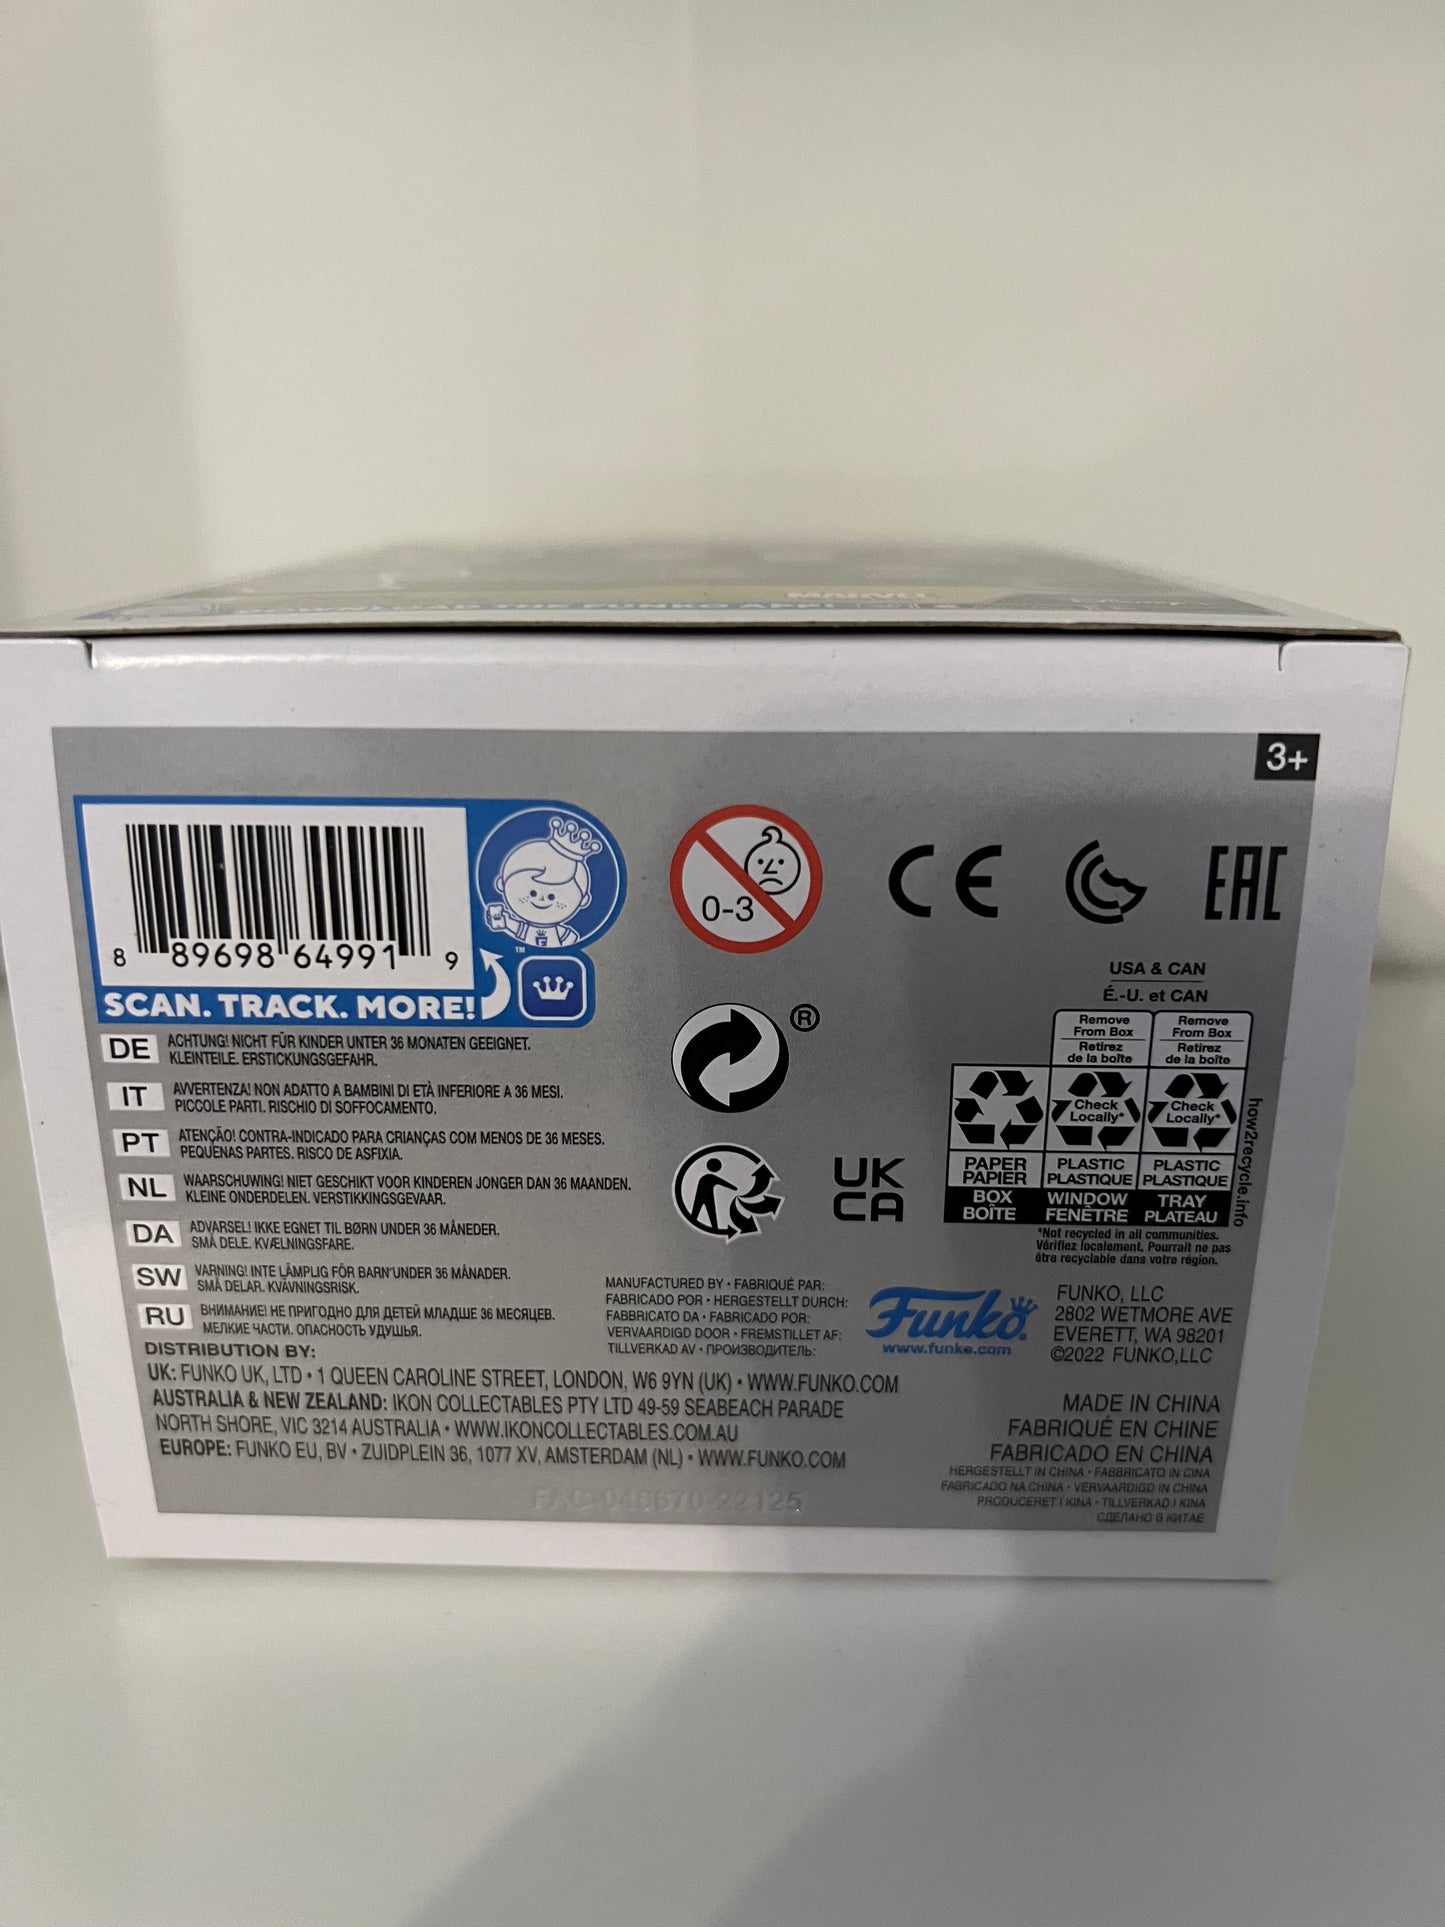 MARVEL
DOWNLOAD THE FUNKO APP!
3+
8 89698 64991 9
SCAN. TRACK. MORE!
TM
0-3
CE
EAC
USA & CAN
É.-U. et CAN
Remove From Box
Retirez de la boîte
Remove From Box
Retirez de la boîte
Check Locally*
Check Locally*
PAPER PAPIER
PLASTIC PLASTIQUE
PLASTIC PLASTIQUE
BOX BOÎTE
WINDOW FENÊTRE
TRAY PLATEAU
how2recycle.info
*Not recycled in all communities.
Vérifiez localement. Pourrait ne pas
être recyclable dans votre région.
®
UK
CA
DE ACHTUNG! NICHT FÜR KINDER UNTER 36 MONATEN GEEIGNET.
KLEINTEILE. ERSTICKUNGSGEFAHR.
IT AVVERTENZA! NON ADATTO A BAMBINI DI ETÀ INFERIORE A 36 MESI.
PICCOLE PARTI. RISCHIO DI SOFFOCAMENTO.
PT ATENÇÃO! CONTRA-INDICADO PARA CRIANÇAS COM MENOS DE 36 MESES.
PEQUENAS PARTES. RISCO DE ASFIXIA.
NL WAARSCHUWING! NIET GESCHIKT VOOR KINDEREN JONGER DAN 36 MAANDEN.
KLEINE ONDERDELEN. VERSTIKKINGSGEVAAR.
DA ADVARSEL! IKKE EGNET TIL BØRN UNDER 36 MÅNEDER.
SMÅ DELE. KVÆLNINGSFARE.
SW VARNING! INTE LÄMPLIG FÖR BARN UNDER 36 MÅNADER.
SMÅ DELAR. KVÄVNINGSRISK.
RU ВНИМАНИЕ! НЕ ПРИГОДНО ДЛЯ ДЕТЕЙ МЛАДШЕ 36 МЕСЯЦЕВ.
МЕЛКИЕ ЧАСТИ. ОПАСНОСТЬ УДУШЬЯ.
MANUFACTURED BY • FABRIQUÉ PAR:
FABRICADO POR • HERGESTELLT DURCH:
FABBRICATO DA • FABRICADO POR:
VERVAARDIGD DOOR • FREMSTILLET AF:
TILLVERKAD AV • ПРОИЗВОДИТЕЛЬ:
Funko
www.funko.com
FUNKO, LLC
2802 WETMORE AVE
EVERETT, WA 98201
©2022 FUNKO,LLC
DISTRIBUTION BY:
UK: FUNKO UK, LTD • 1 QUEEN CAROLINE STREET, LONDON, W6 9YN (UK) • WWW.FUNKO.COM
AUSTRALIA & NEW ZEALAND: IKON COLLECTABLES PTY LTD 49-59 SEABEACH PARADE
NORTH SHORE, VIC 3214 AUSTRALIA • WWW.IKONCOLLECTABLES.COM.AU
EUROPE: FUNKO EU, BV • ZUIDPLEIN 36, 1077 XV, AMSTERDAM (NL) • WWW.FUNKO.COM
MADE IN CHINA
FABRIQUÉ EN CHINE
FABRICADO EN CHINA
HERGESTELLT IN CHINA • FABBRICATO IN CINA
FABRICADO NA CHINA • VERVAARDIGD IN CHINA
PRODUCERET I KINA • TILLVERKAD I KINA
СДЕЛАНО В КИТАЕ
FAC-046670-22125